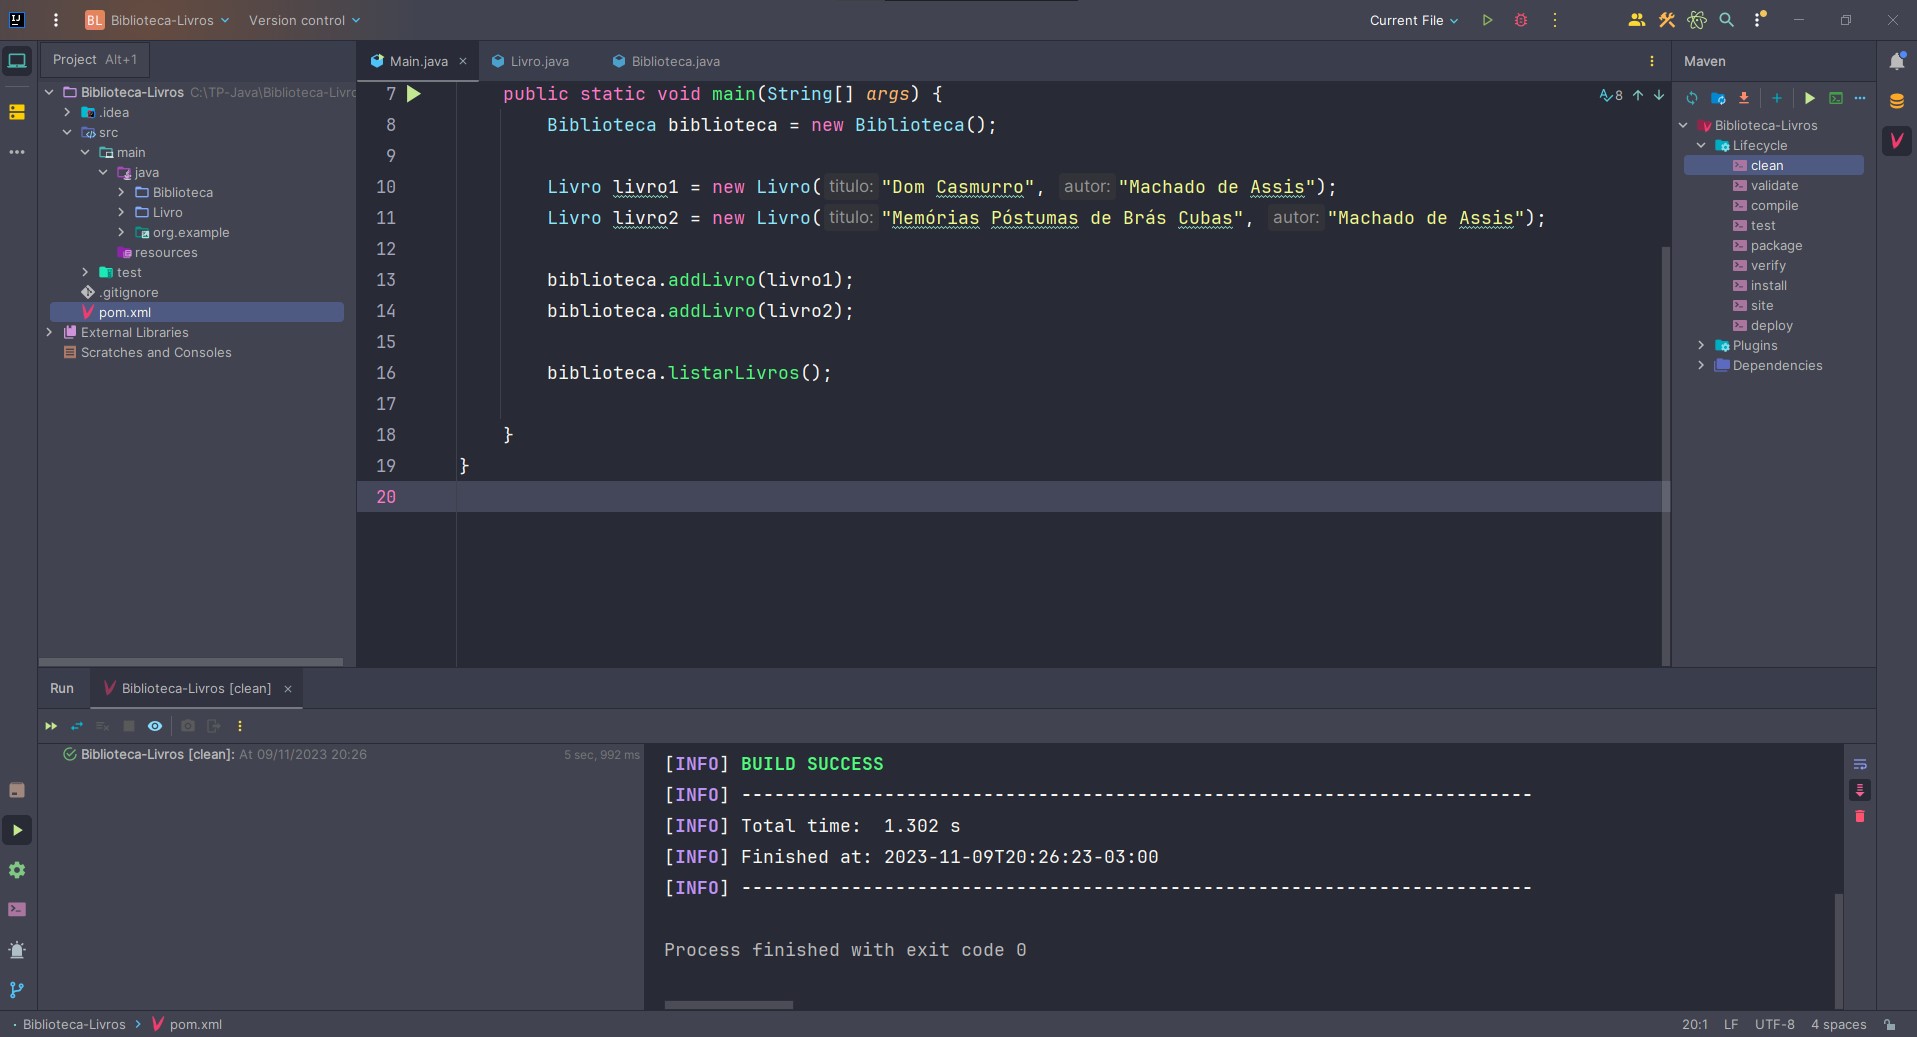 BL Biblioteca-Livros Version control Current File
Project Alt+1
Biblioteca-Livros C:\TP-Java\Biblioteca-Livro
.idea
src
main
java
Biblioteca
Livro
org.example
resources
test
.gitignore
pom.xml
External Libraries
Scratches and Consoles
Main.java Livro.java Biblioteca.java
7 public static void main(String[] args) {
8 Biblioteca biblioteca = new Biblioteca();
9
10 Livro livro1 = new Livro( titulo: "Dom Casmurro", autor: "Machado de Assis");
11 Livro livro2 = new Livro( titulo: "Memórias Póstumas de Brás Cubas", autor: "Machado de Assis");
12
13 biblioteca.addLivro(livro1);
14 biblioteca.addLivro(livro2);
15
16 biblioteca.listarLivros();
17
18 }
19 }
20
8
Maven
Biblioteca-Livros
Lifecycle
clean
validate
compile
test
package
verify
install
site
deploy
Plugins
Dependencies
Run Biblioteca-Livros [clean]
Biblioteca-Livros [clean]: At 09/11/2023 20:26 5 sec, 992 ms
[INFO] BUILD SUCCESS
[INFO] ------------------------------------------------------------------------
[INFO] Total time:  1.302 s
[INFO] Finished at: 2023-11-09T20:26:23-03:00
[INFO] ------------------------------------------------------------------------
Process finished with exit code 0
Biblioteca-Livros > pom.xml 20:1 LF UTF-8 4 spaces